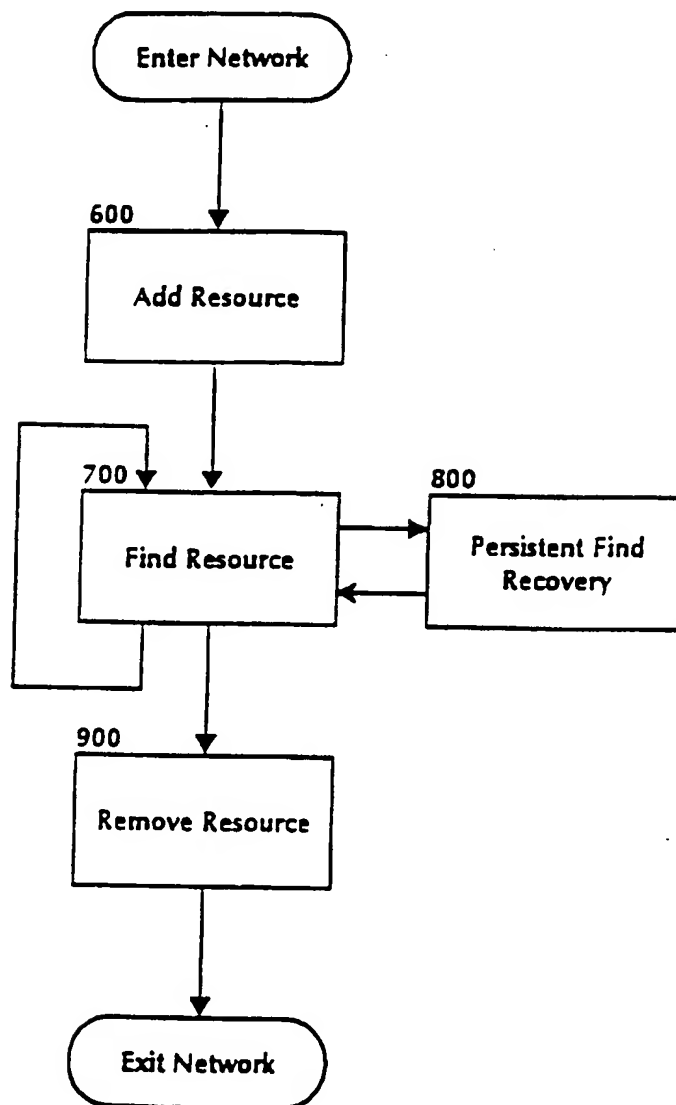 Enter Network
600
Add Resource
700
Find Resource
800
Persistent Find
Recovery
900
Remove Resource
Exit Network